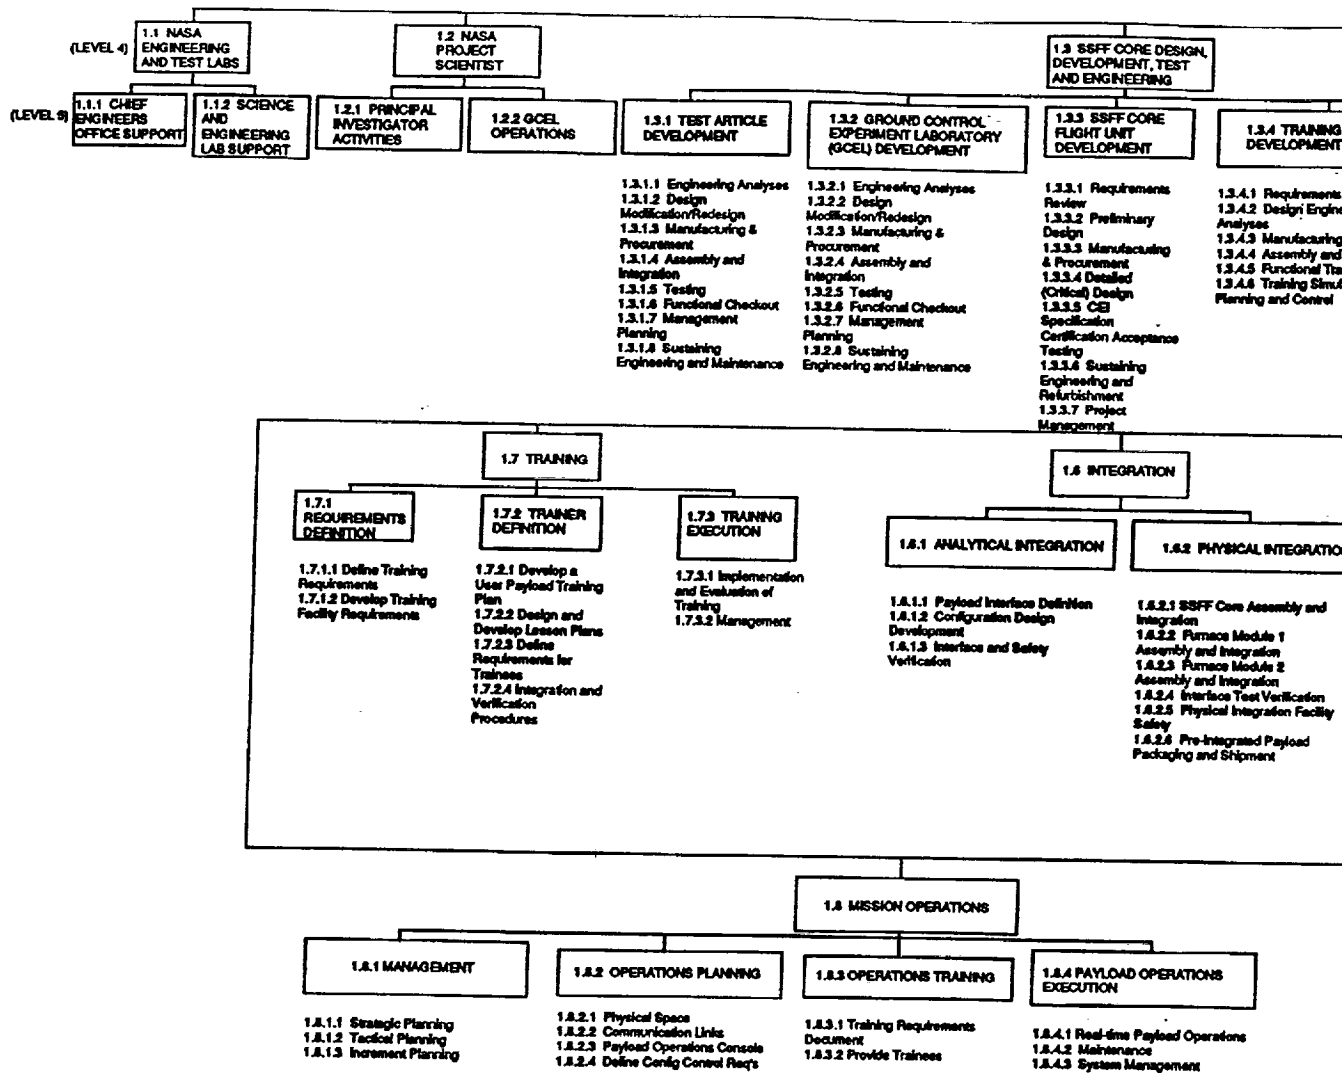 (LEVEL 4)
1.1 NASA
ENGINEERING
AND TEST LABS
1.2 NASA
PROJECT
SCIENTIST
1.3 SSFF CORE DESIGN,
DEVELOPMENT, TEST
AND ENGINEERING
(LEVEL 5)
1.1.1 CHIEF
ENGINEERS
OFFICE SUPPORT
1.1.2 SCIENCE
AND
ENGINEERING
LAB SUPPORT
1.2.1 PRINCIPAL
INVESTIGATOR
ACTIVITIES
1.2.2 GCEL
OPERATIONS
1.3.1 TEST ARTICLE
DEVELOPMENT
1.3.2 GROUND CONTROL
EXPERIMENT LABORATORY
(GCEL) DEVELOPMENT
1.3.3 SSFF CORE
FLIGHT UNIT
DEVELOPMENT
1.3.4 TRAINING
DEVELOPMENT
1.3.1.1 Engineering Analyses
1.3.1.2 Design
Modification/Redesign
1.3.1.3 Manufacturing &
Procurement
1.3.1.4 Assembly and
Integration
1.3.1.5 Testing
1.3.1.6 Functional Checkout
1.3.1.7 Management
Planning
1.3.1.8 Sustaining
Engineering and Maintenance
1.3.2.1 Engineering Analyses
1.3.2.2 Design
Modification/Redesign
1.3.2.3 Manufacturing &
Procurement
1.3.2.4 Assembly and
Integration
1.3.2.5 Testing
1.3.2.6 Functional Checkout
1.3.2.7 Management
Planning
1.3.2.8 Sustaining
Engineering and Maintenance
1.3.3.1 Requirements
Review
1.3.3.2 Preliminary
Design
1.3.3.3 Manufacturing
& Procurement
1.3.3.4 Detailed
(Critical) Design
1.3.3.5 CEI
Specification
Certification Acceptance
Testing
1.3.3.6 Sustaining
Engineering and
Refurbishment
1.3.3.7 Project
Management
1.3.4.1 Requirements
1.3.4.2 Design Engine
Analyses
1.3.4.3 Manufacturing
1.3.4.4 Assembly and
1.3.4.5 Functional Tra
1.3.4.6 Training Simul
Planning and Control
1.7 TRAINING
1.6 INTEGRATION
1.7.1
REQUIREMENTS
DEFINITION
1.7.2 TRAINER
DEFINITION
1.7.3 TRAINING
EXECUTION
1.6.1 ANALYTICAL INTEGRATION
1.6.2 PHYSICAL INTEGRATIO
1.7.1.1 Define Training
Requirements
1.7.1.2 Develop Training
Facility Requirements
1.7.2.1 Develop a
User Payload Training
Plan
1.7.2.2 Design and
Develop Lesson Plans
1.7.2.3 Define
Requirements for
Trainees
1.7.2.4 Integration and
Verification
Procedures
1.7.3.1 Implementation
and Evaluation of
Training
1.7.3.2 Management
1.6.1.1 Payload Interface Definition
1.6.1.2 Configuration Design
Development
1.6.1.3 Interface and Safety
Verification
1.6.2.1 SSFF Core Assembly and
Integration
1.6.2.2 Furnace Module 1
Assembly and Integration
1.6.2.3 Furnace Module 2
Assembly and Integration
1.6.2.4 Interface Test Verification
1.6.2.5 Physical Integration Facility
Safety
1.6.2.6 Pre-Integrated Payload
Packaging and Shipment
1.8 MISSION OPERATIONS
1.8.1 MANAGEMENT
1.8.2 OPERATIONS PLANNING
1.8.3 OPERATIONS TRAINING
1.8.4 PAYLOAD OPERATIONS
EXECUTION
1.8.1.1 Strategic Planning
1.8.1.2 Tactical Planning
1.8.1.3 Increment Planning
1.8.2.1 Physical Space
1.8.2.2 Communication Links
1.8.2.3 Payload Operations Console
1.8.2.4 Define Config Control Req's
1.8.3.1 Training Requirements
Document
1.8.3.2 Provide Trainees
1.8.4.1 Real-time Payload Operations
1.8.4.2 Maintenance
1.8.4.3 System Management